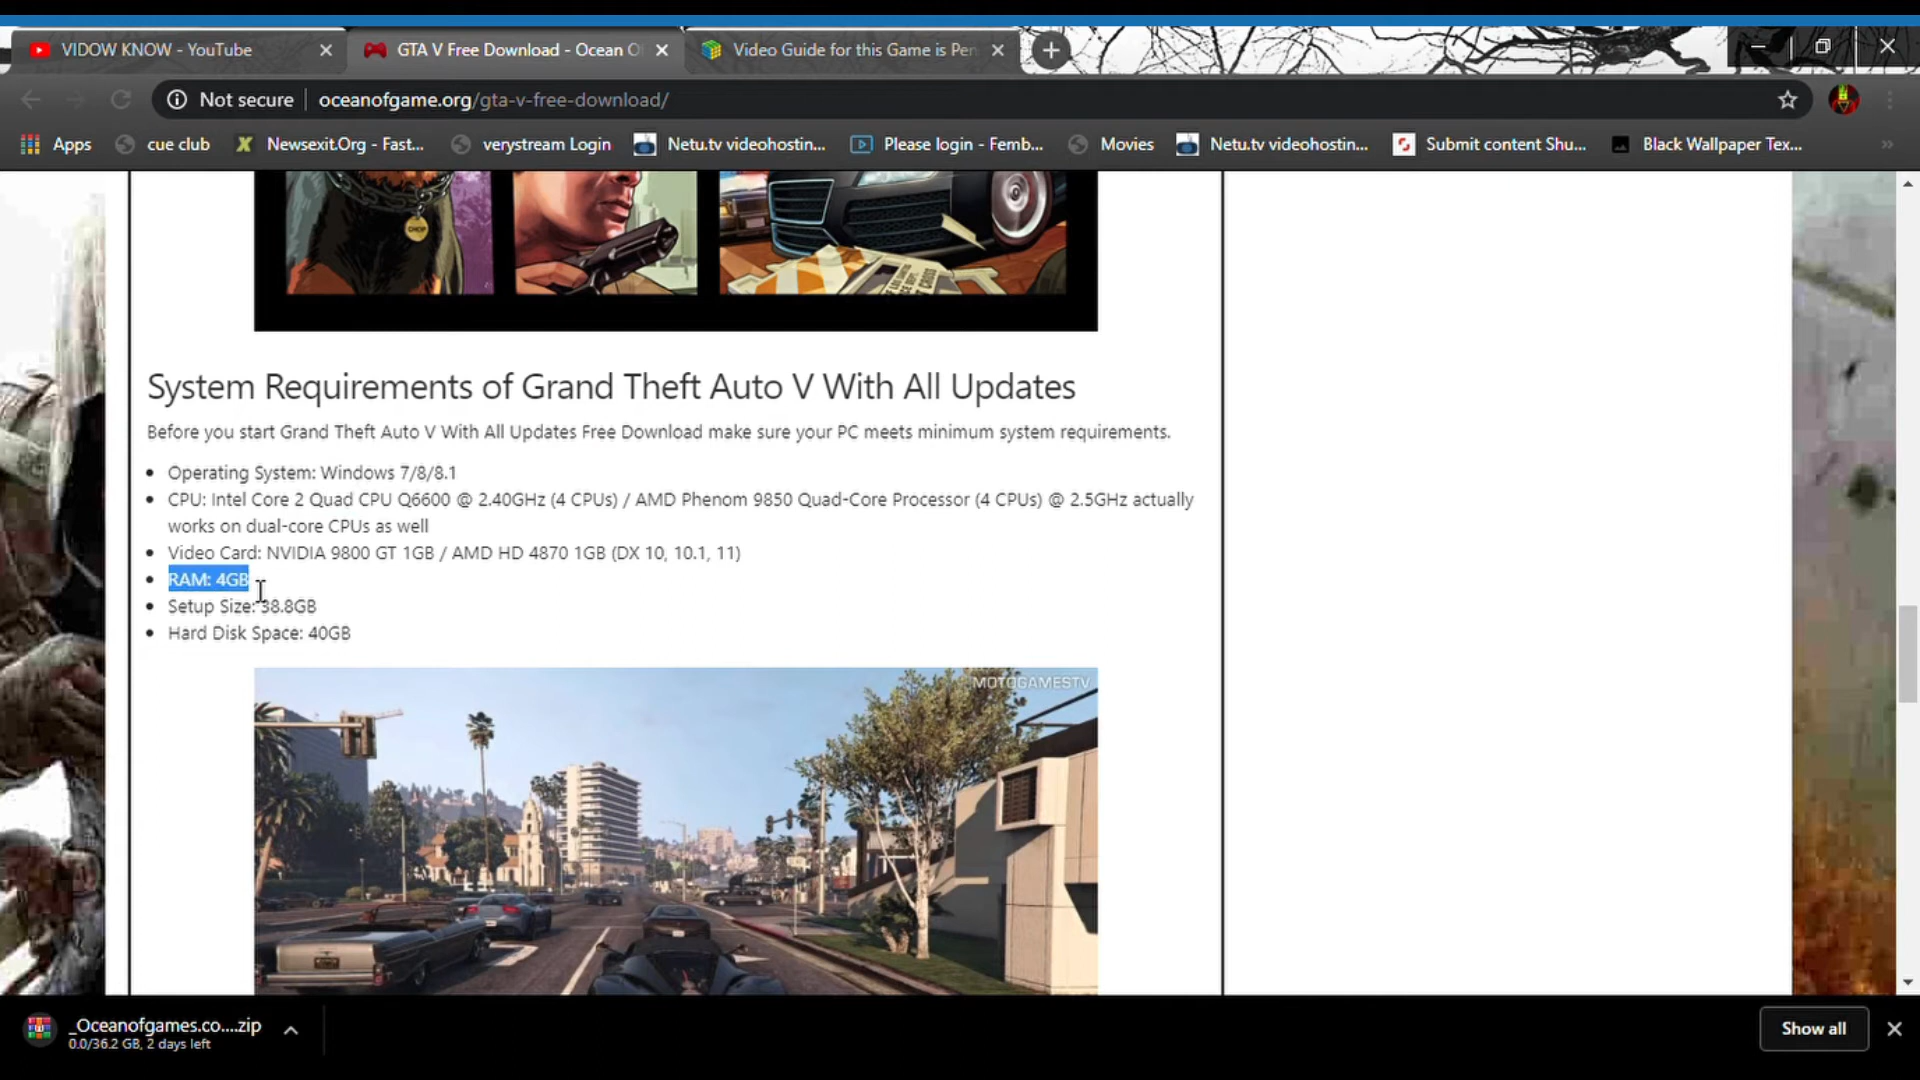 VIDOW KNOW - YouTube
GTA V Free Download - Ocean O
Video Guide for this Game is Pen
Not secure
oceanofgame.org/gta-v-free-download/
Apps
cue club
Newsexit.Org - Fast...
verystream Login
Netu.tv videohostin...
Please login - Femb...
Movies
Netu.tv videohostin...
Submit content Shu...
Black Wallpaper Tex...
CHOP
System Requirements of Grand Theft Auto V With All Updates
Before you start Grand Theft Auto V With All Updates Free Download make sure your PC meets minimum system requirements.
Operating System: Windows 7/8/8.1
CPU: Intel Core 2 Quad CPU Q6600 @ 2.40GHz (4 CPUs) / AMD Phenom 9850 Quad-Core Processor (4 CPUs) @ 2.5GHz actually
works on dual-core CPUs as well
Video Card: NVIDIA 9800 GT 1GB / AMD HD 4870 1GB (DX 10, 10.1, 11)
RAM: 4GB
Setup Size: 38.8GB
Hard Disk Space: 40GB
MOTOGAMESTV
_Oceanofgames.co....zip
0.0/36.2 GB, 2 days left
Show all